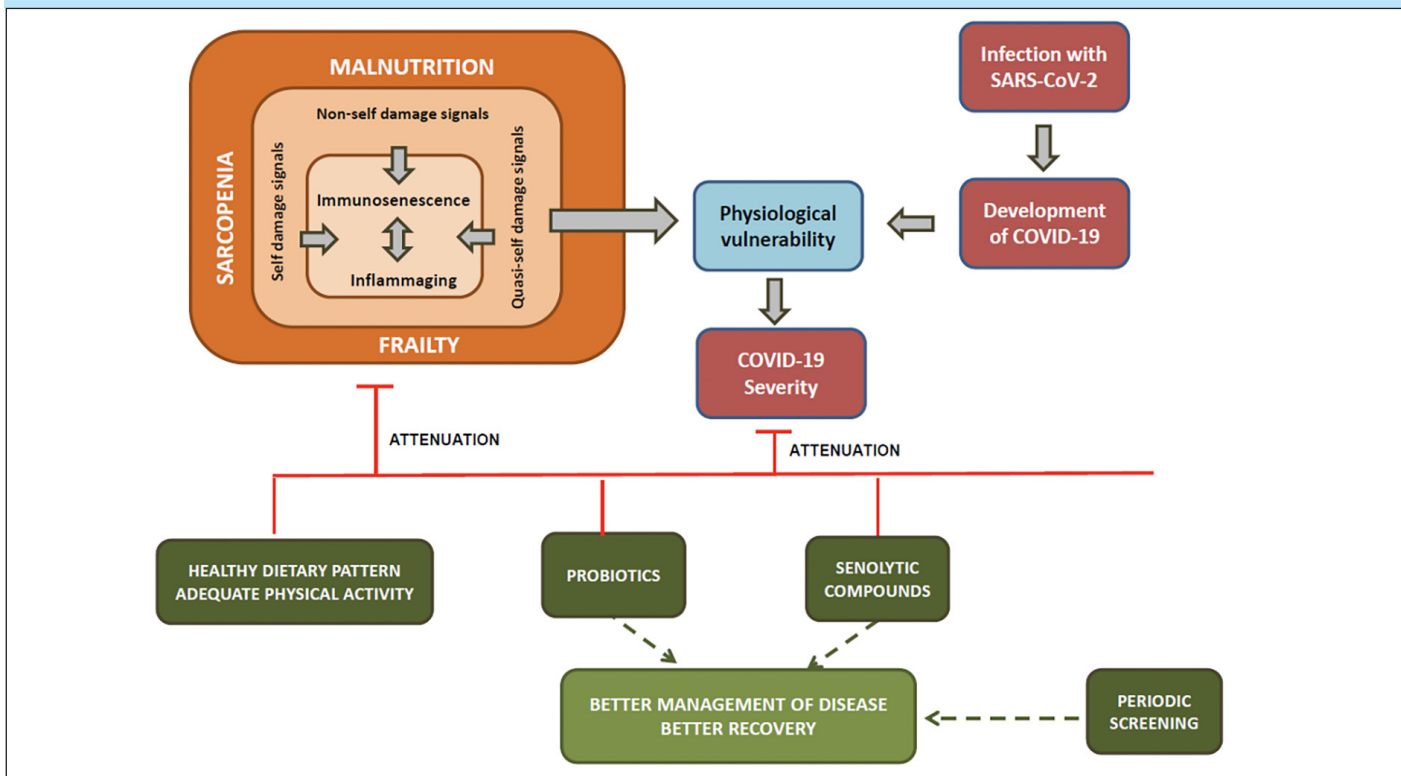 MALNUTRITION
Non-self damage signals
SARCOPENIA
Self damage signals
Immunosenescence
Inflammaging
Quasi-self damage signals
FRAILTY
Infection with
SARS-CoV-2
Physiological
vulnerability
Development
of COVID-19
COVID-19
Severity
ATTENUATION
ATTENUATION
HEALTHY DIETARY PATTERN
ADEQUATE PHYSICAL ACTIVITY
PROBIOTICS
SENOLYTIC
COMPOUNDS
BETTER MANAGEMENT OF DISEASE
BETTER RECOVERY
PERIODIC
SCREENING